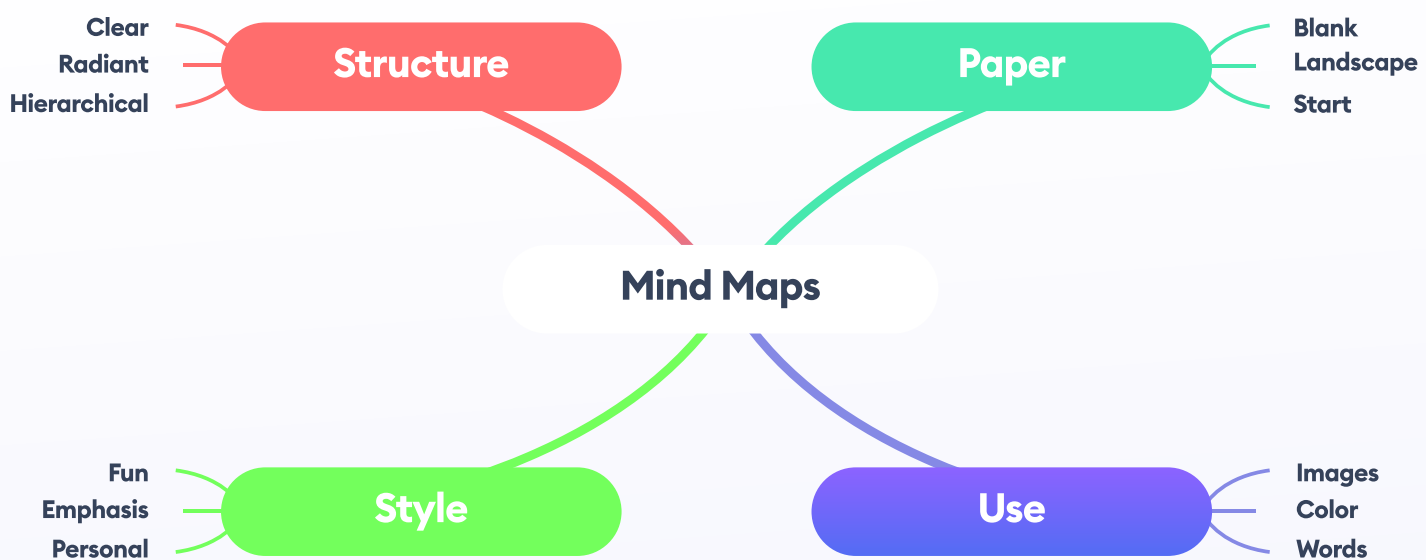 Structure
Clear
Radiant
Hierarchical
Paper
Blank
Landscape
Start
Mind Maps
Style
Fun
Emphasis
Personal
Use
Images
Color
Words